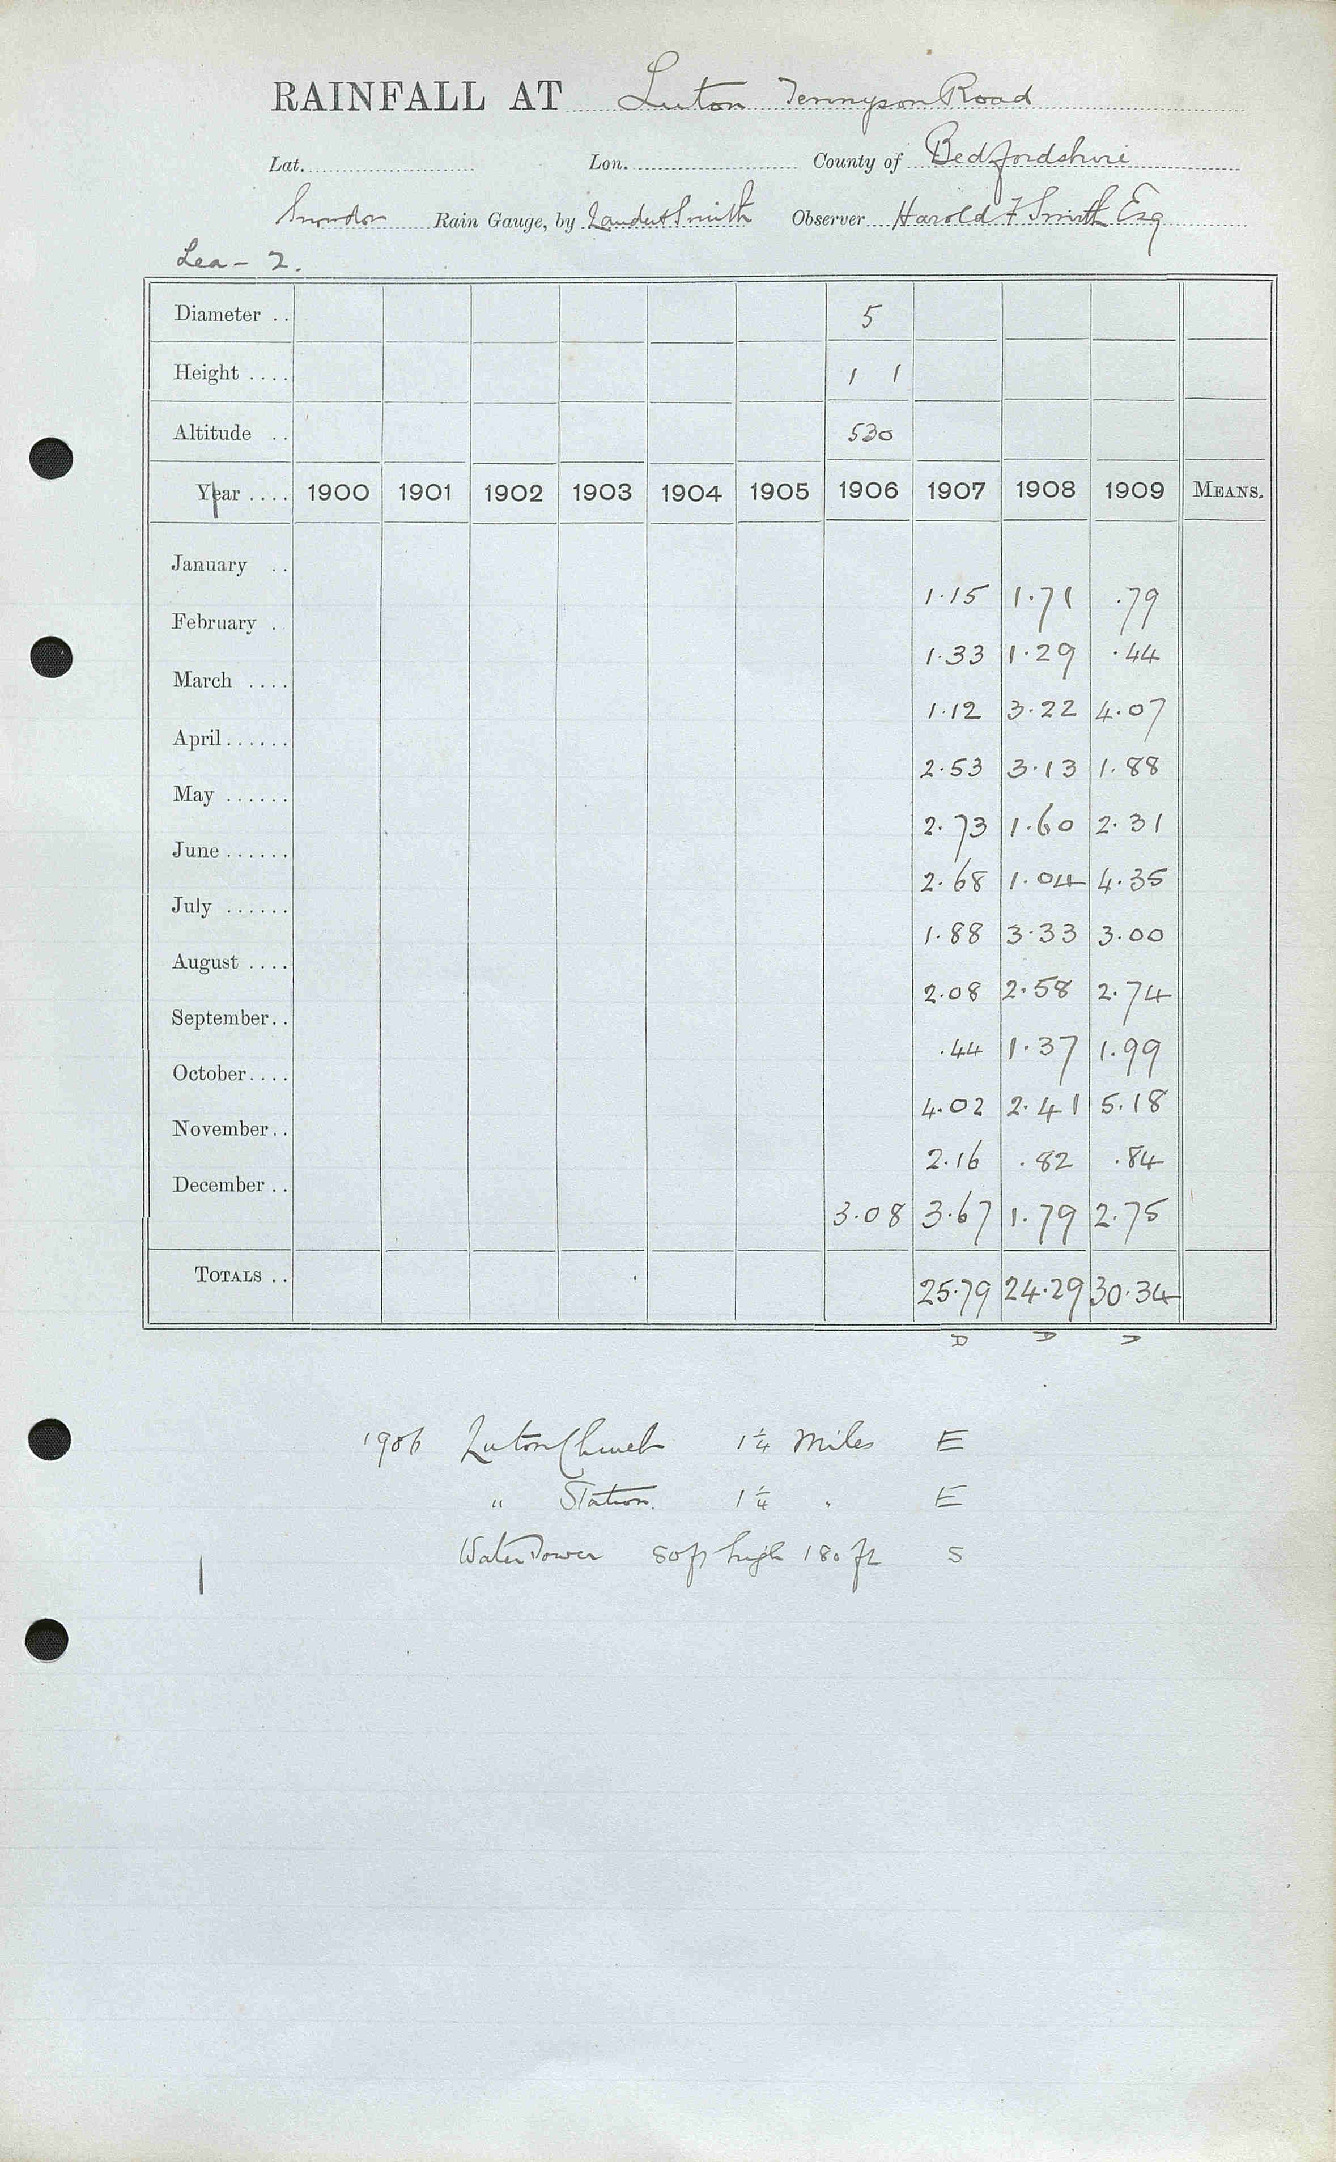 RAINFALL AT Luton Tennyson Road
Lat. Lon. County of Bedfordshire
Snowdon Rain Gauge, by Lander & Smith Observer Harold F Smith Esq
Lea - 2.
Diameter .. 5
Height .... 1 1
Altitude .. 530
Year .... 1900 1901 1902 1903 1904 1905 1906 1907 1908 1909 MEANS.
January .. 1.15 1.71 .79
February . 1.33 1.29 .44
March .... 1.12 3.22 4.07
April...... 2.53 3.13 1.88
May ...... 2.73 1.60 2.31
June...... 2.68 1.04 4.35
July ...... 1.88 3.33 3.00
August .... 2.08 2.58 2.74
September.. .44 1.37 1.99
October.... 4.02 2.41 5.18
November.. 2.16 .82 .84
December .. 3.08 3.67 1.79 2.75
TOTALS .. 25.79 24.29 30.34
D D D
1906 Luton Church 1 1/4 Miles E
" Station. 1 1/4 " E
Water Tower 80ft high 180 ft S